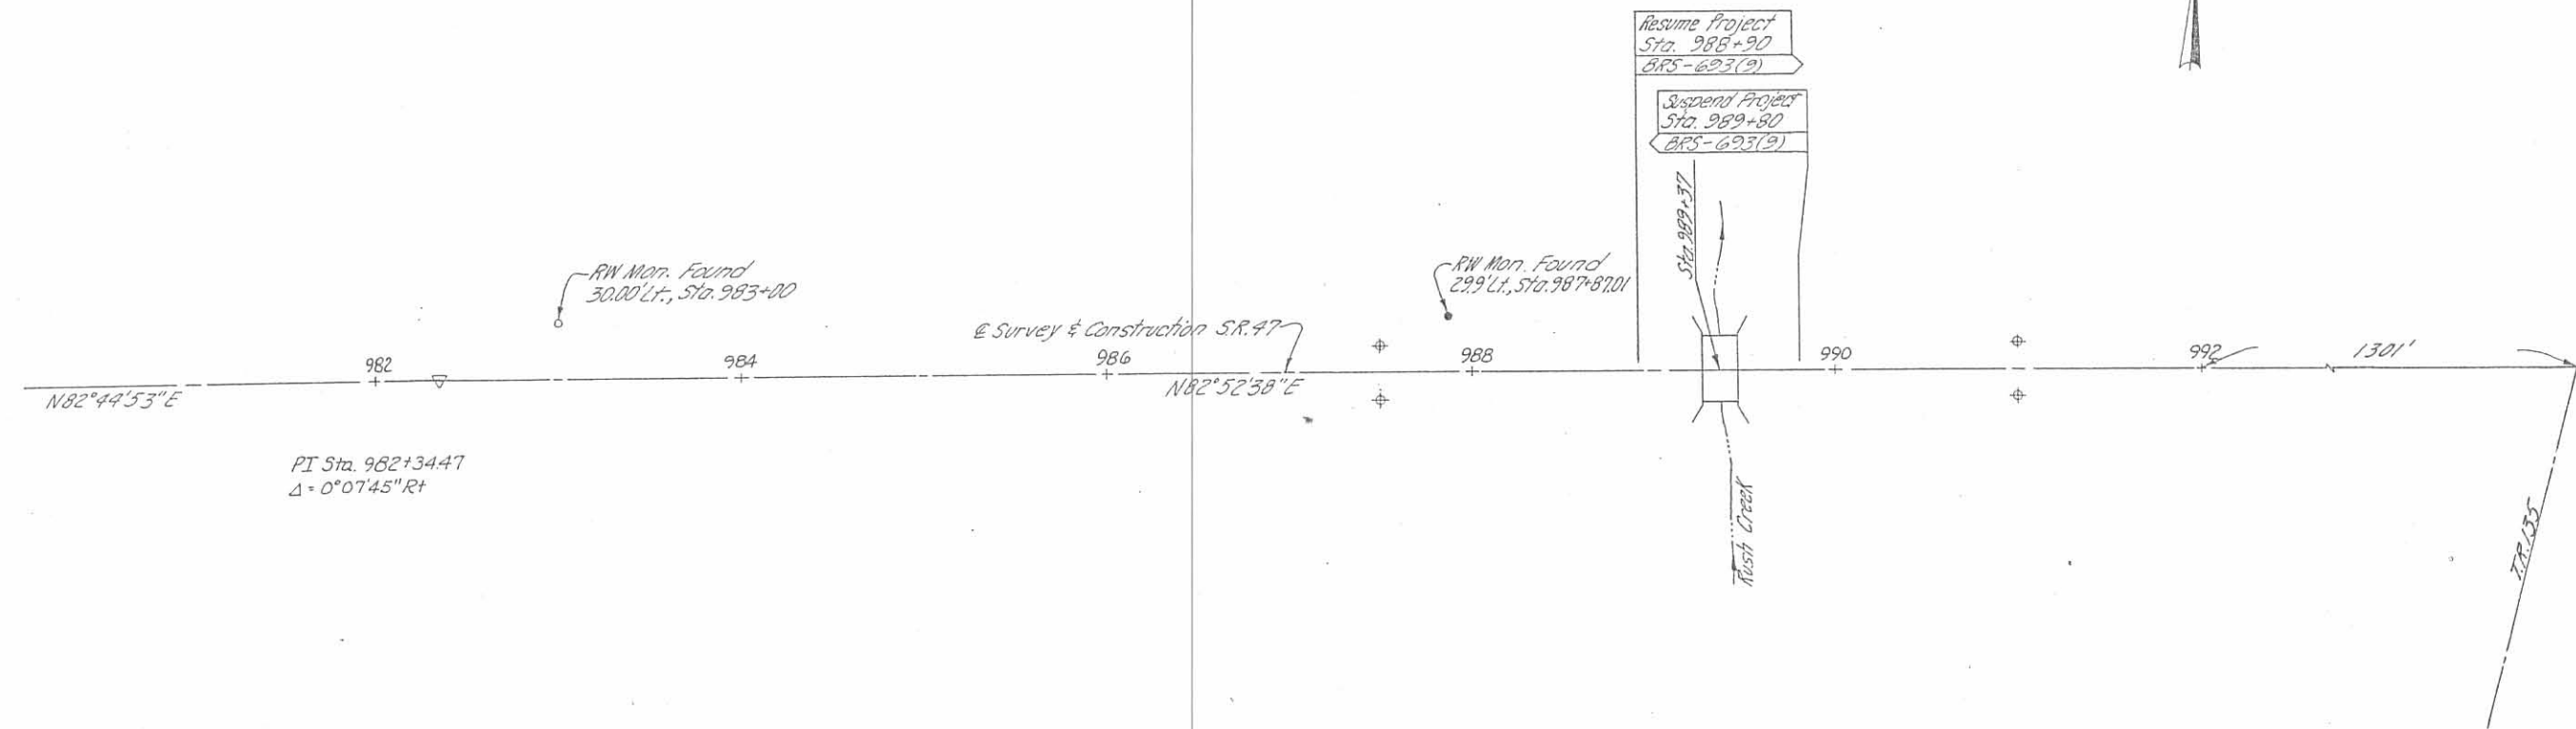 Resume Project
Sta. 988+90
BRS-693(9)
Suspend Project
Sta. 989+80
BRS-693(9)
Sta. 989+37
RW Mon. Found
30.00' Lt., Sta. 983+00
RW Mon. Found
29.9' Lt., Sta. 987+87.01
℄ Survey & Construction S.R. 47
982
984
986
988
990
992
1301'
N82°44'53"E
N82°52'38"E
PI Sta. 982+34.47
Δ = 0°07'45" Rt
Rush Creek
T.R. 135